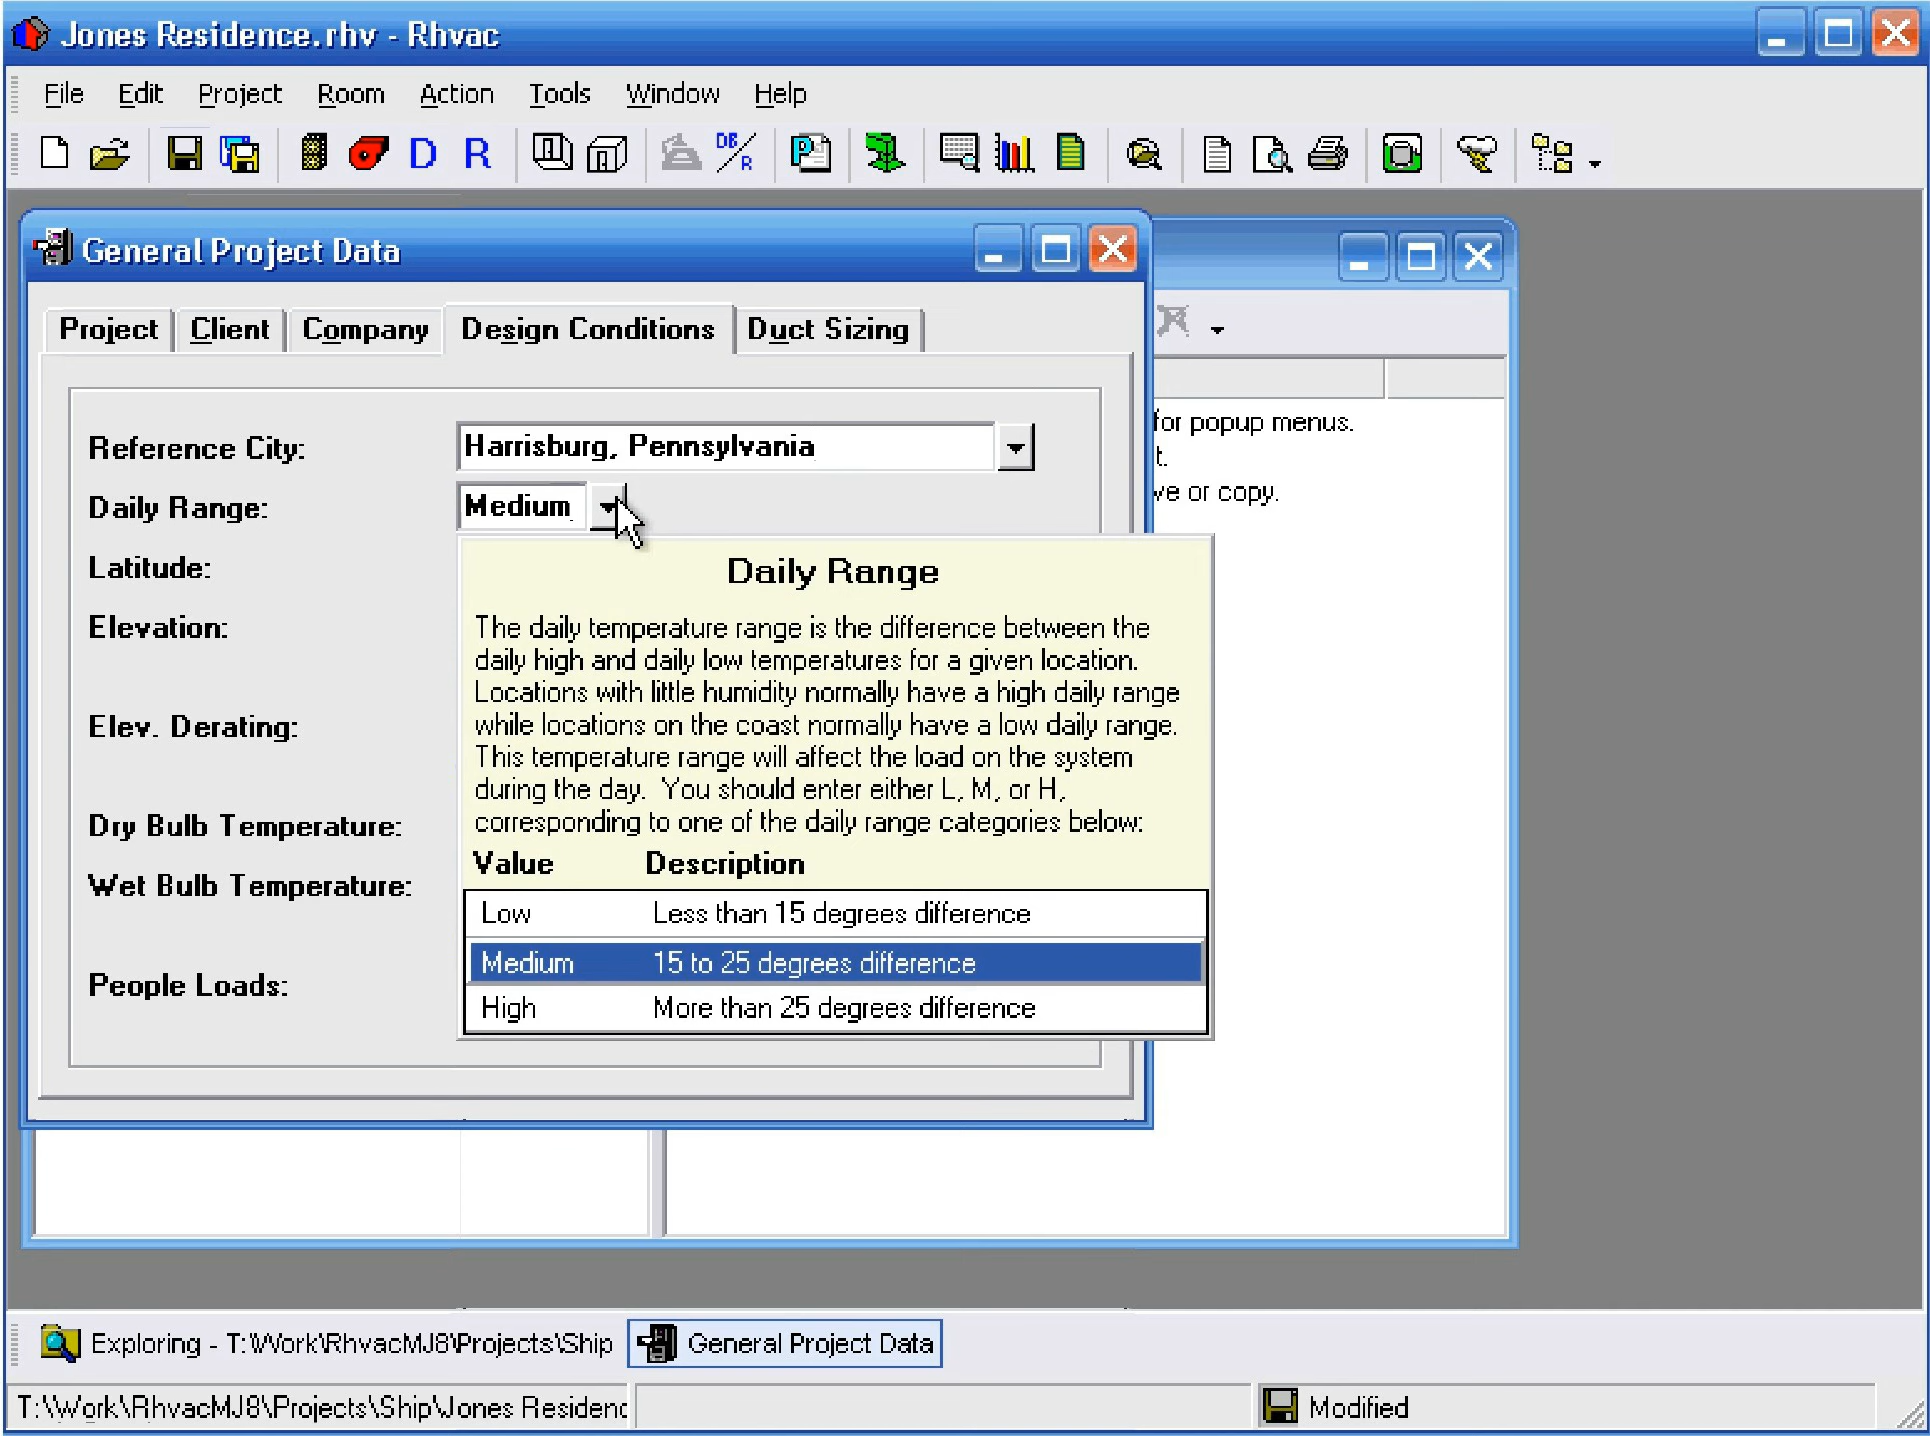 Jones Residence.rhv - Rhvac
File Edit Project Room Action Tools Window Help
D R DB/R P
General Project Data
Project Client Company Design Conditions Duct Sizing
Reference City: Harrisburg, Pennsylvania
Daily Range: Medium
Latitude:
Elevation:
Elev. Derating:
Dry Bulb Temperature:
Wet Bulb Temperature:
People Loads:
Daily Range
The daily temperature range is the difference between the
daily high and daily low temperatures for a given location.
Locations with little humidity normally have a high daily range
while locations on the coast normally have a low daily range.
This temperature range will affect the load on the system
during the day.  You should enter either L, M, or H,
corresponding to one of the daily range categories below:
Value Description
Low Less than 15 degrees difference
Medium 15 to 25 degrees difference
High More than 25 degrees difference
for popup menus.
t.
ve or copy.
Exploring - T:\Work\RhvacMJ8\Projects\Ship General Project Data
T:\Work\RhvacMJ8\Projects\Ship\Jones Residenc Modified